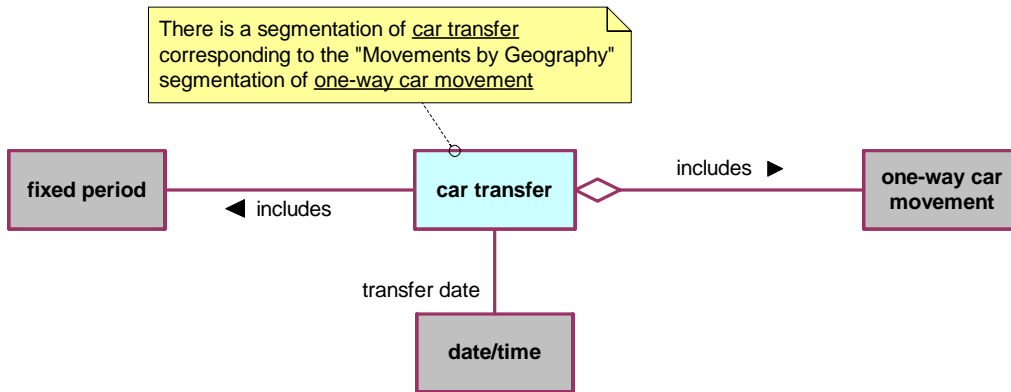 There is a segmentation of car transfer
corresponding to the "Movements by Geography"
segmentation of one-way car movement
fixed period
car transfer
includes ►
one-way car
movement
◄ includes
transfer date
date/time